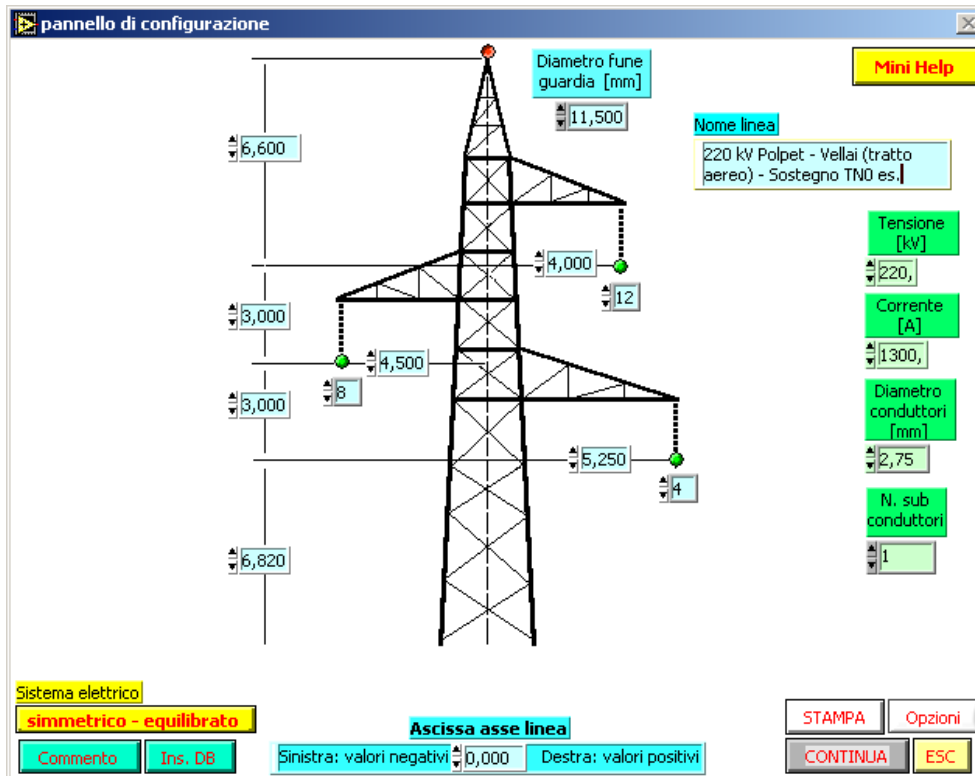 pannello di configurazione
Diametro fune
guardia [mm]
11,500
Mini Help
Nome linea
220 kV Polpet - Vellai (tratto
aereo) - Sostegno TN0 es.
6,600
Tensione
[kV]
220,
4,000
12
Corrente
[A]
1300,
3,000
4,500
8
Diametro
conduttori
[mm]
2,75
3,000
5,250
4
N. sub
conduttori
1
6,820
Sistema elettrico
simmetrico - equilibrato
Commento
Ins. DB
Ascissa asse linea
Sinistra: valori negativi 0,000 Destra: valori positivi
STAMPA
Opzioni
CONTINUA
ESC